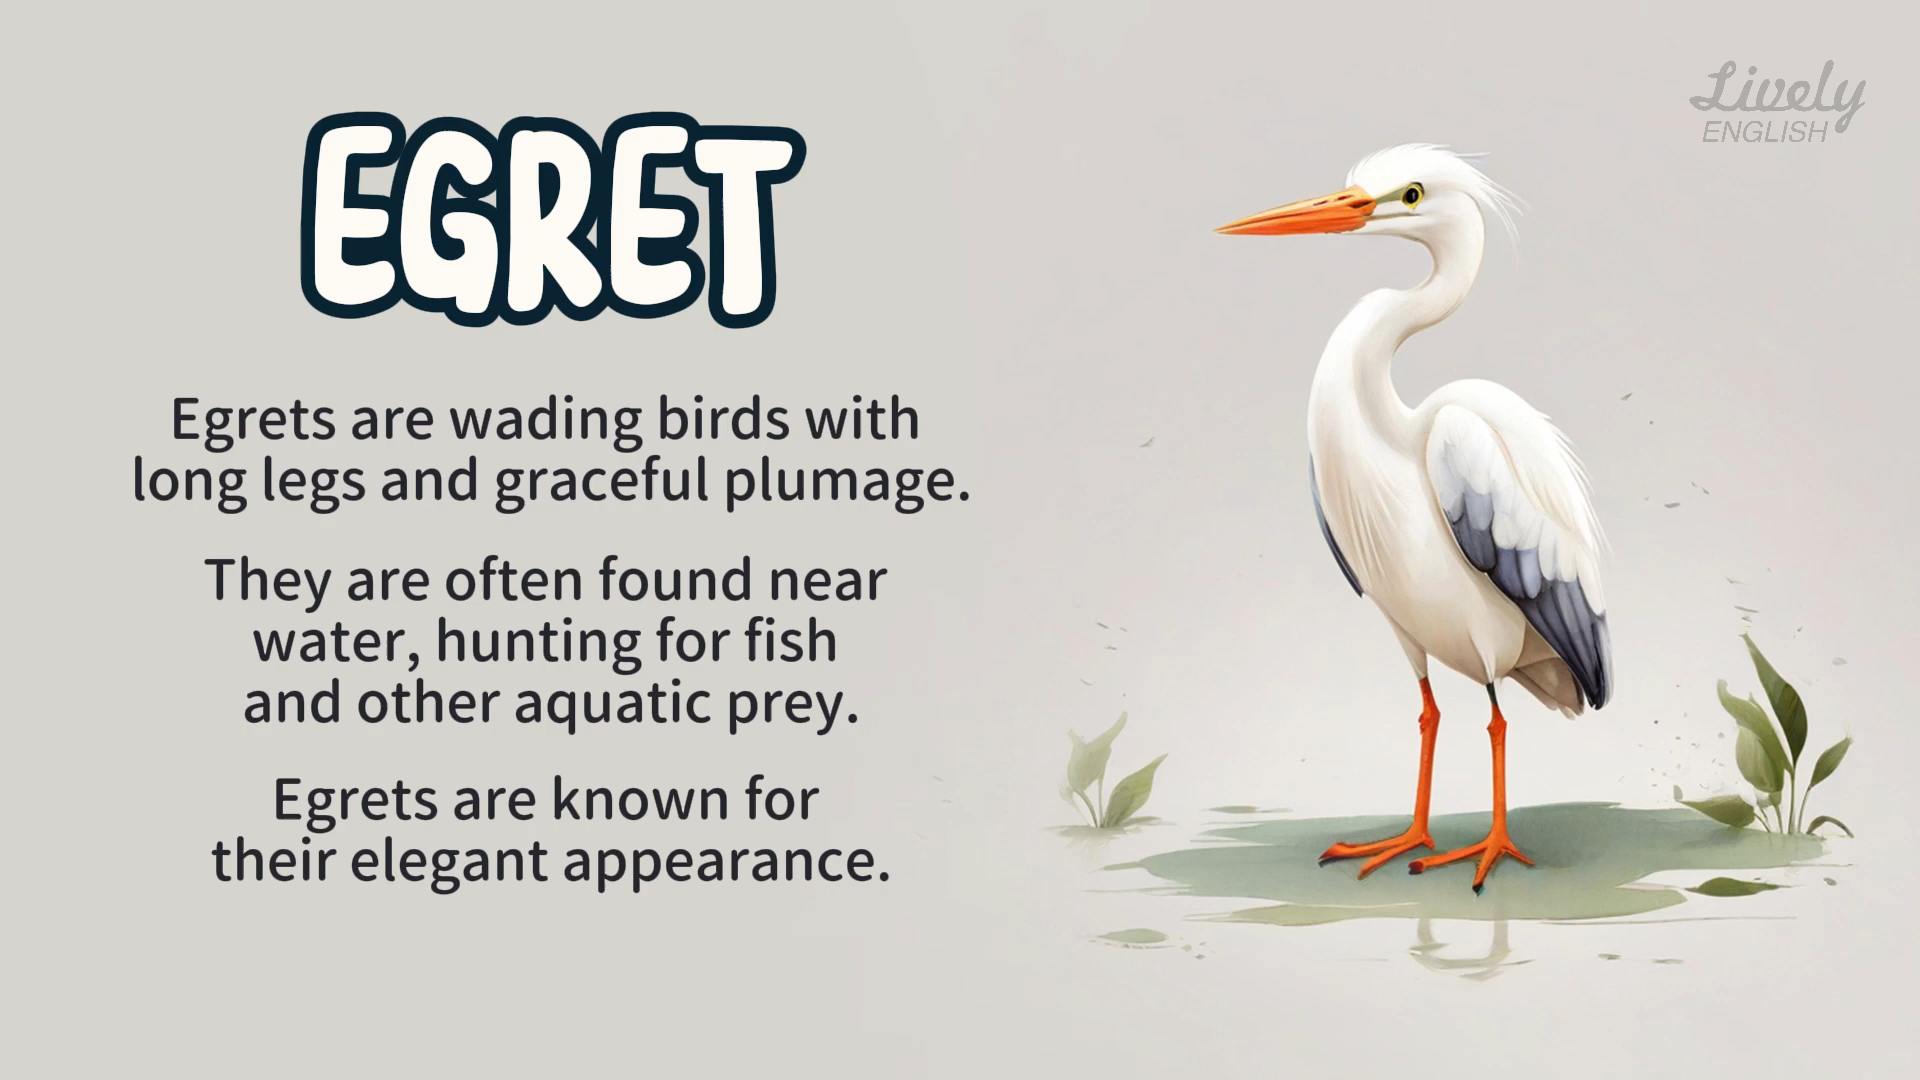 EGRET
Egrets are wading birds with
long legs and graceful plumage.
They are often found near
water, hunting for fish
and other aquatic prey.
Egrets are known for
their elegant appearance.
Lively
ENGLISH